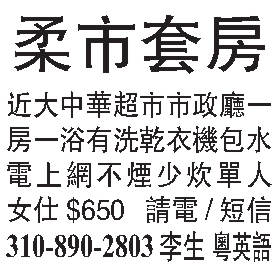 柔市套房
近大中華超市市政廳一
房一浴有洗乾衣機包水
電上網不煙少炊單人
女仕 $650 請電 / 短信
310-890-2803 李生 粵英語